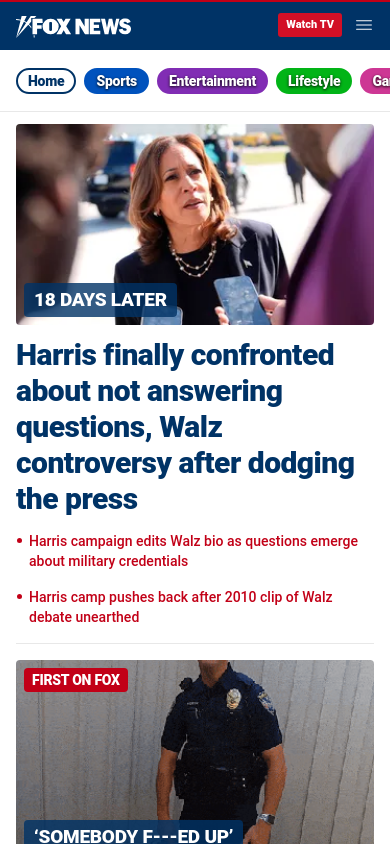 FOX NEWS
Watch TV
Home
Sports
Entertainment
Lifestyle
18 DAYS LATER
Harris finally confronted
about not answering
questions, Walz
controversy after dodging
the press
Harris campaign edits Walz bio as questions emerge
about military credentials
Harris camp pushes back after 2010 clip of Walz
debate unearthed
FIRST ON FOX
‘SOMEBODY F---ED UP’